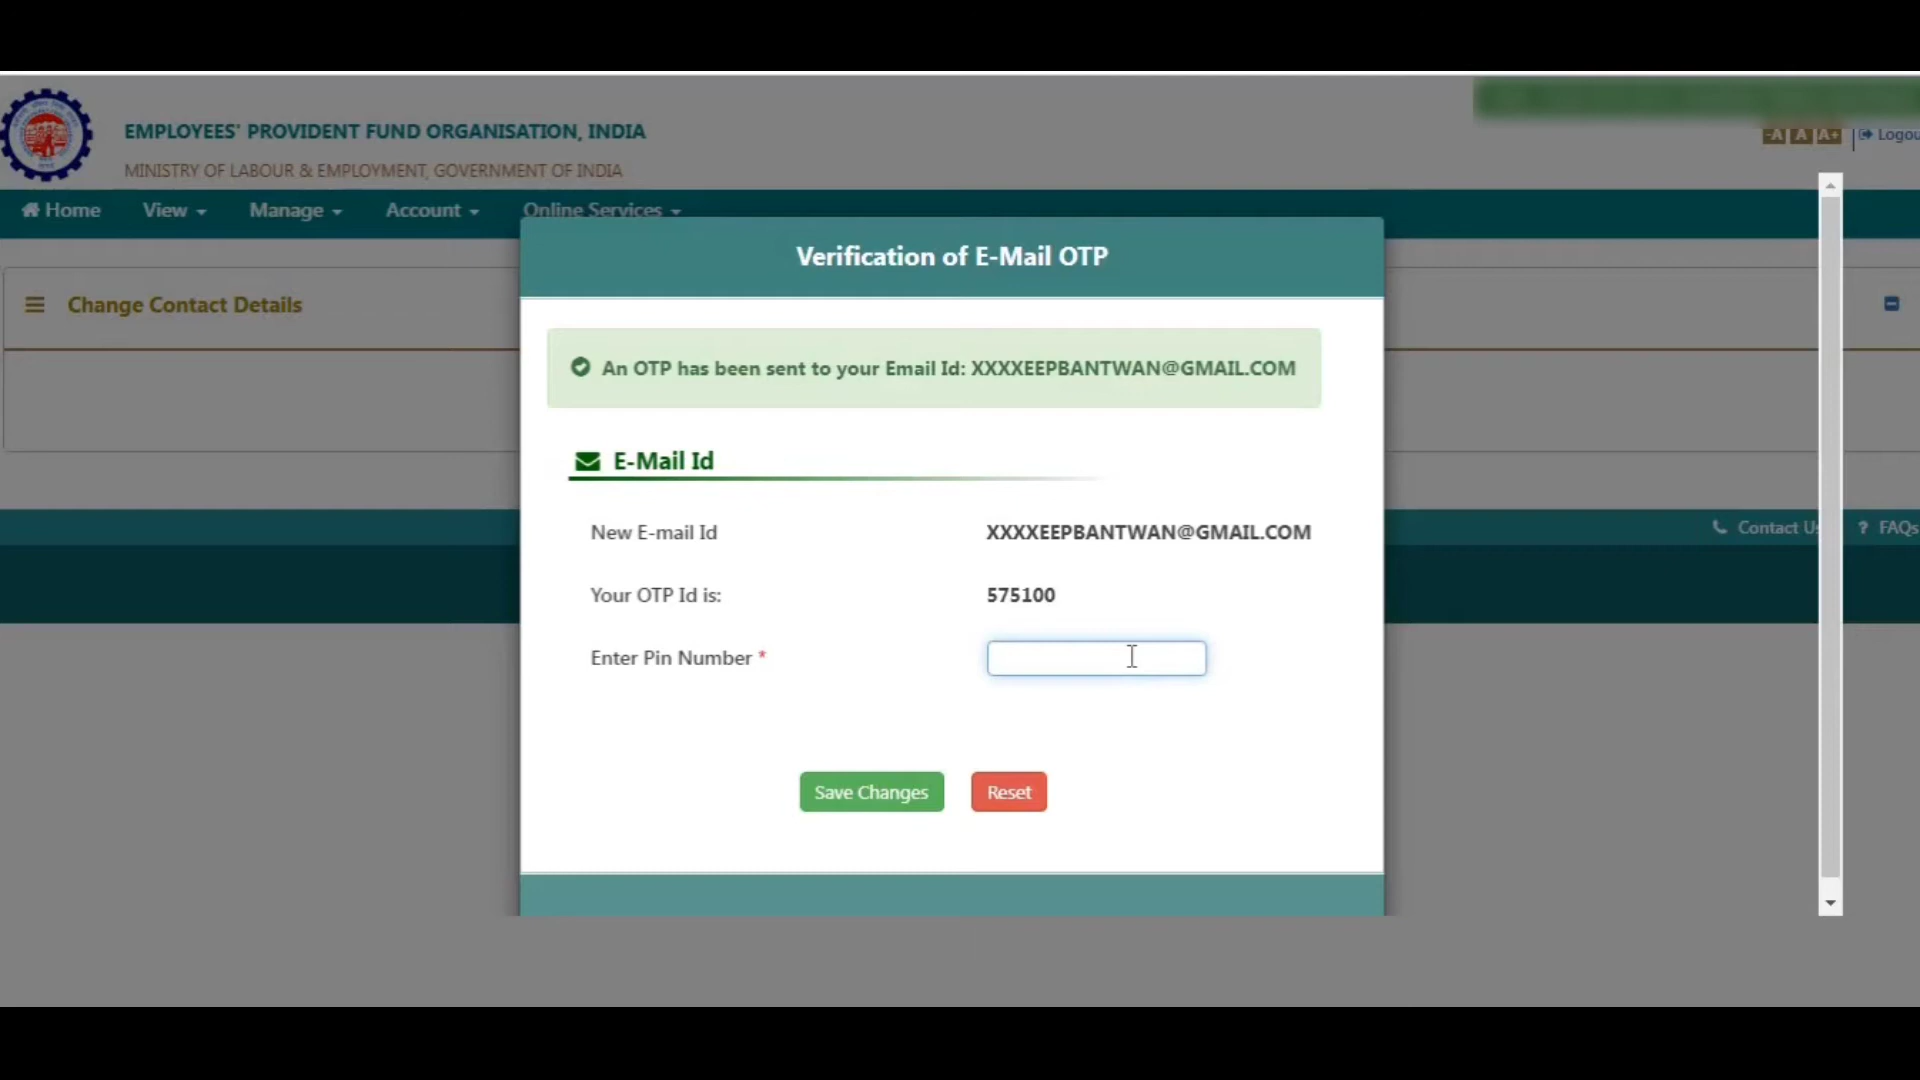 EMPLOYEES' PROVIDENT FUND ORGANISATION, INDIA
-A A A+ Logou
MINISTRY OF LABOUR & EMPLOYMENT, GOVERNMENT OF INDIA
Home View Manage Account Online Services
Verification of E-Mail OTP
Change Contact Details
An OTP has been sent to your Email Id: XXXXEEPBANTWAN@GMAIL.COM
E-Mail Id
New E-mail Id XXXXEEPBANTWAN@GMAIL.COM
Contact Us ? FAQs
Your OTP Id is: 575100
Enter Pin Number *
Save Changes Reset